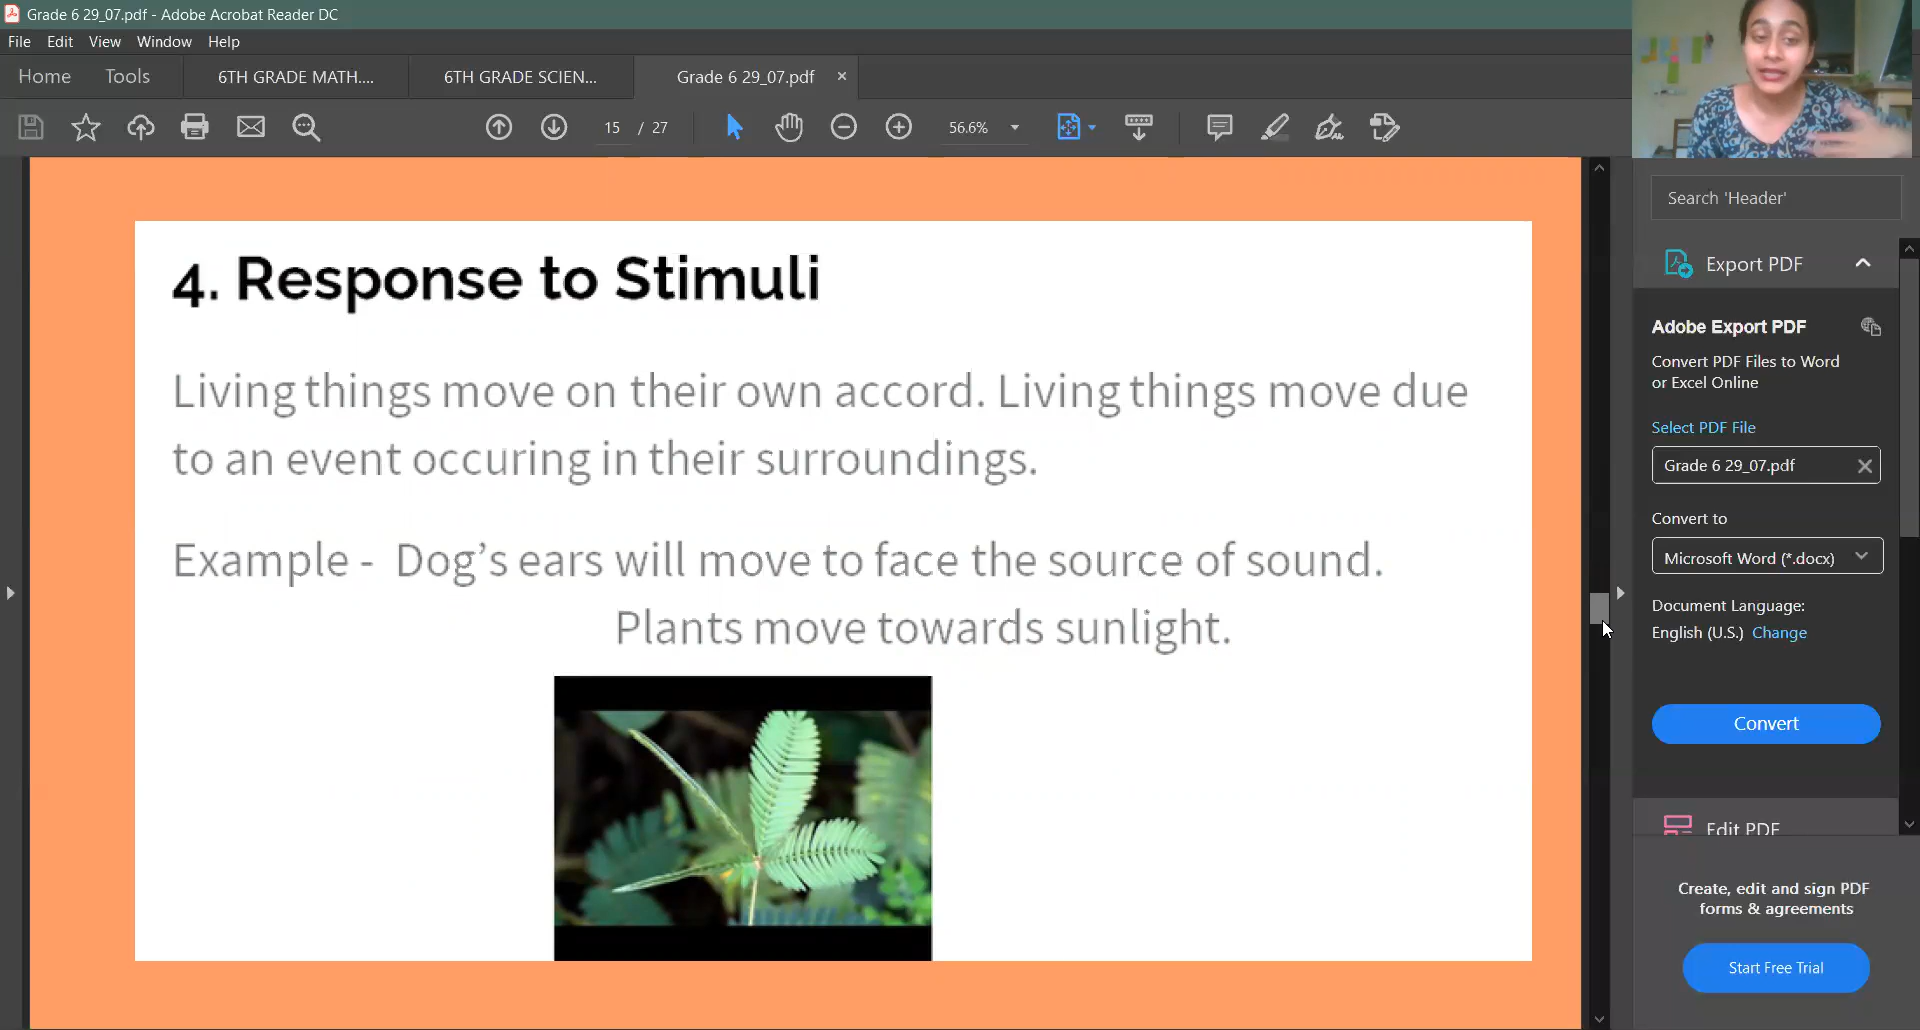 Grade 6 29_07.pdf - Adobe Acrobat Reader DC
File Edit View Window Help
Home Tools 6TH GRADE MATH.... 6TH GRADE SCIEN... Grade 6 29_07.pdf
15 / 27 56.6%
4. Response to Stimuli
Living things move on their own accord. Living things move due
to an event occuring in their surroundings.
Example - Dog’s ears will move to face the source of sound.
Plants move towards sunlight.
Search 'Header'
Export PDF
Adobe Export PDF
Convert PDF Files to Word
or Excel Online
Select PDF File
Grade 6 29_07.pdf
Convert to
Microsoft Word (*.docx)
Document Language:
English (U.S.) Change
Convert
Edit PDF
Create, edit and sign PDF
forms & agreements
Start Free Trial